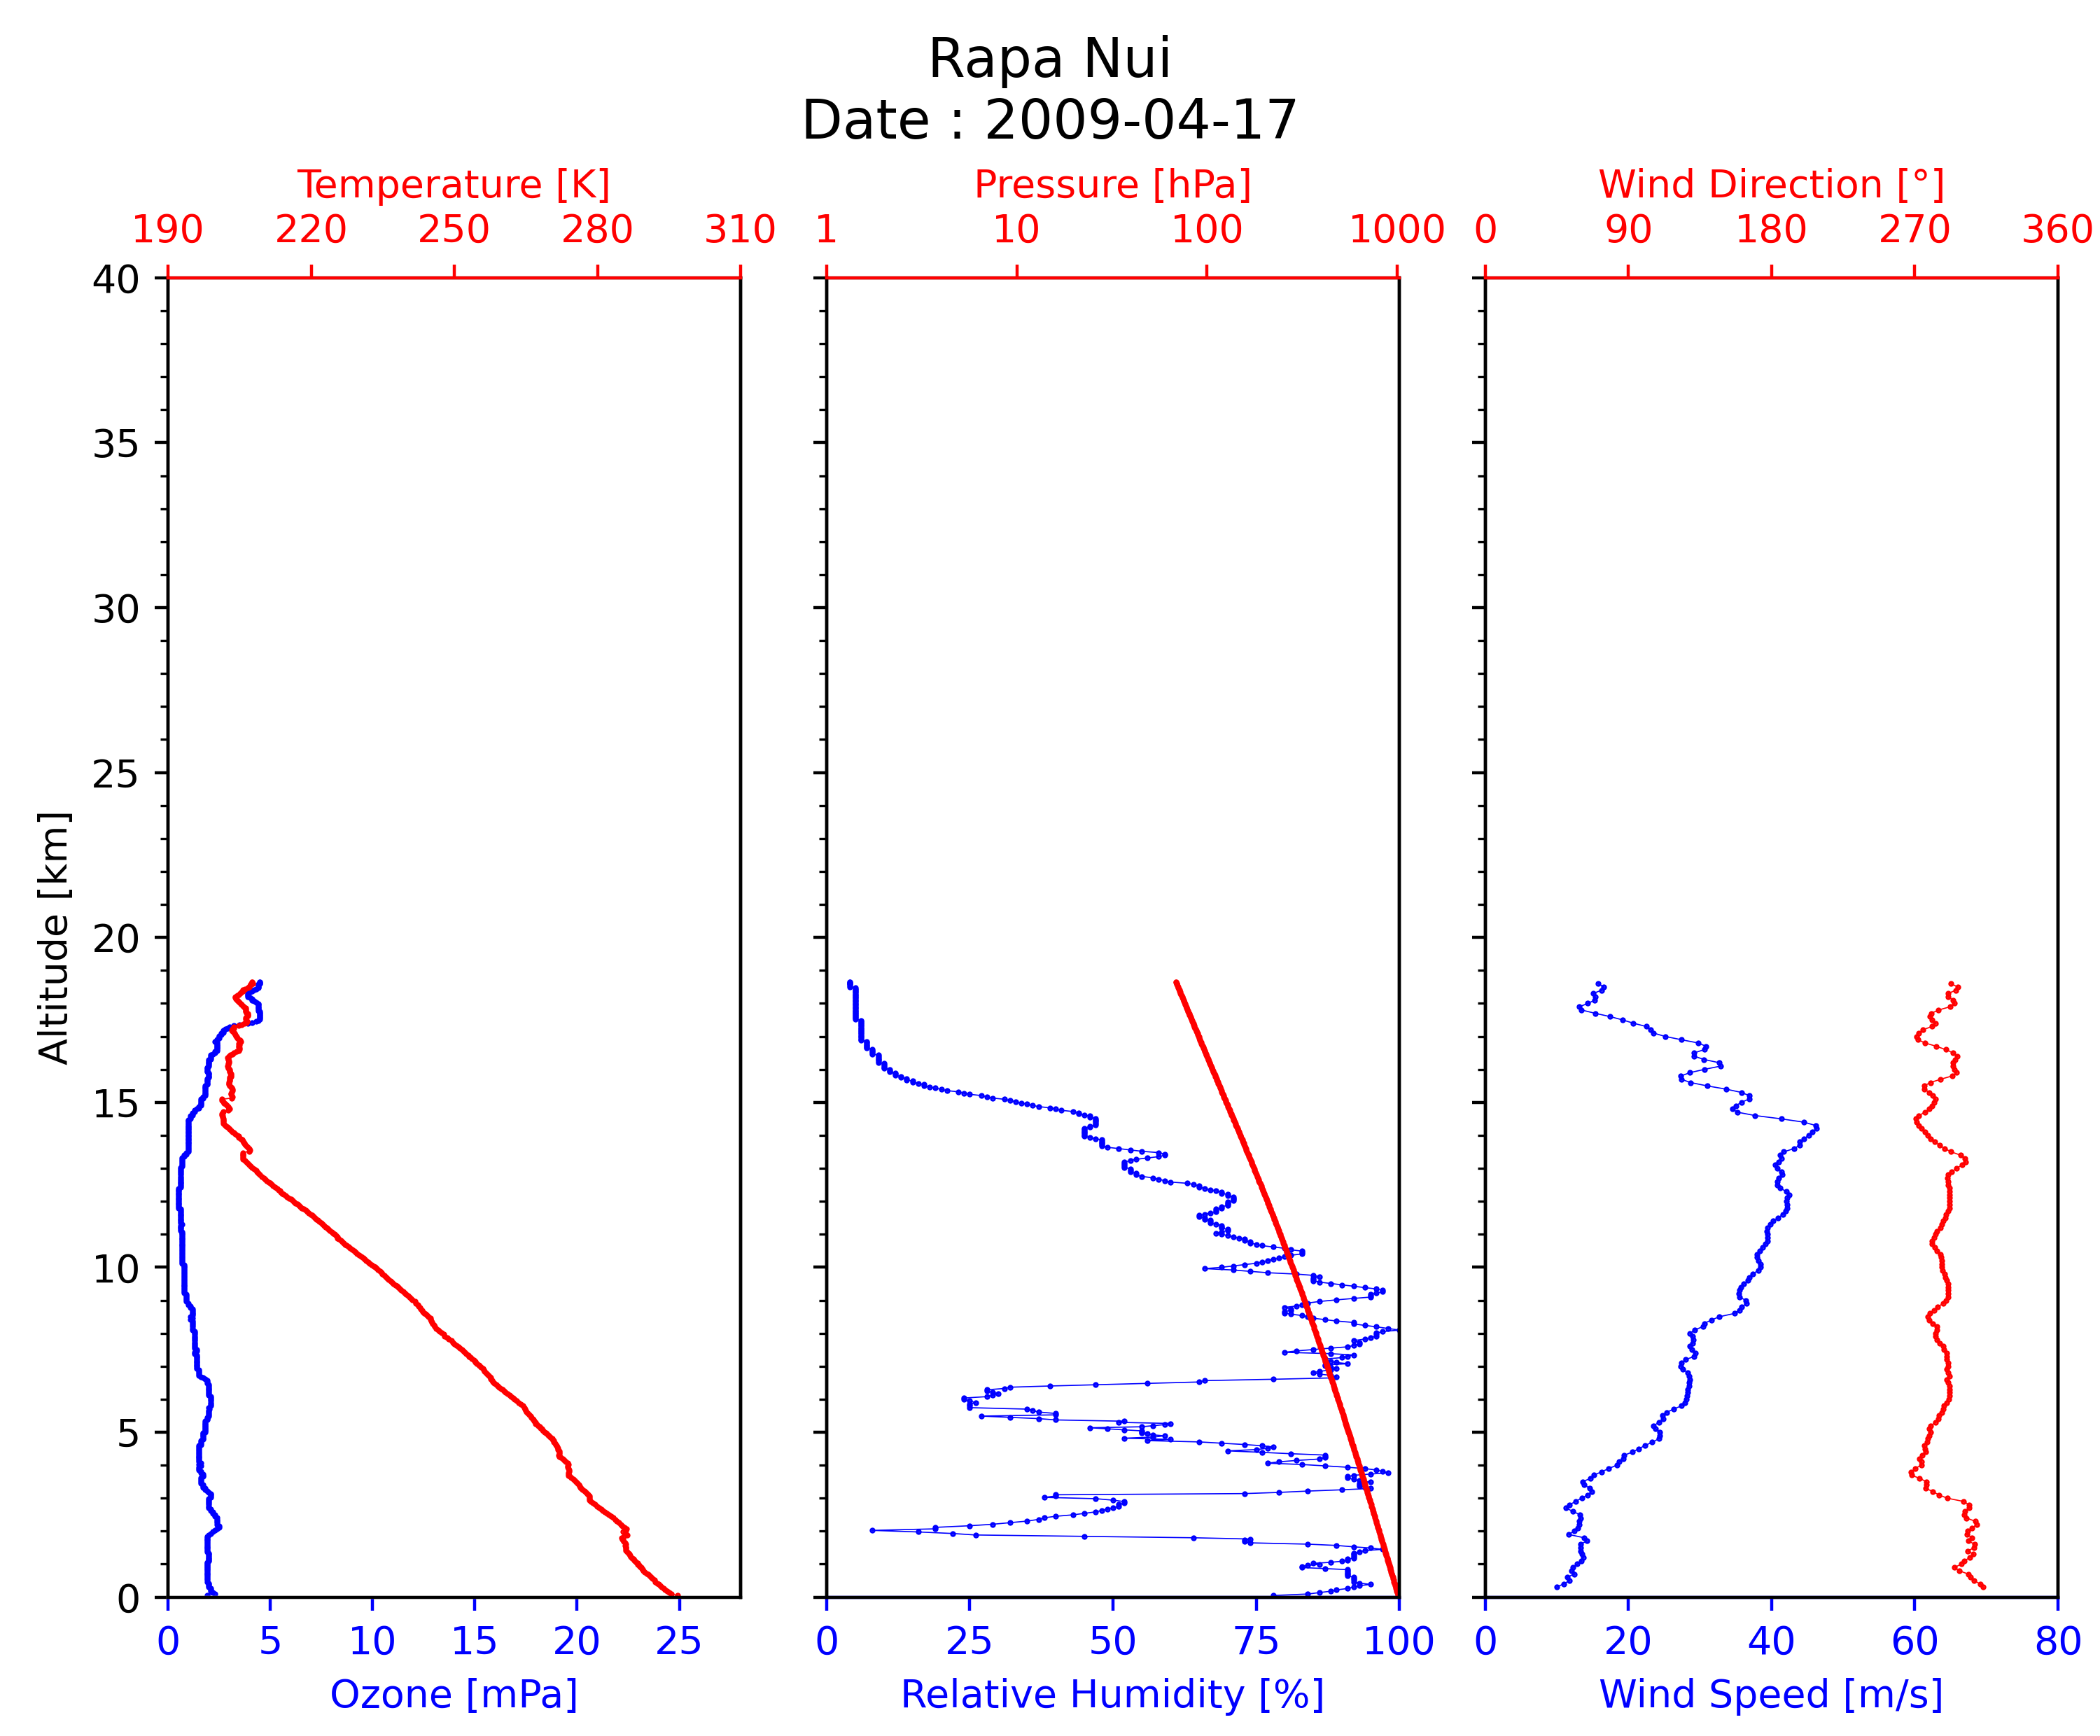 Rapa Nui
Date : 2009-04-17
Temperature [K]
190 220 250 280 310
Pressure [hPa]
1 10 100 1000
Wind Direction [°]
0 90 180 270 360
Altitude [km]
40
35
30
25
20
15
10
5
0
0 5 10 15 20 25
Ozone [mPa]
0 25 50 75 100
Relative Humidity [%]
0 20 40 60 80
Wind Speed [m/s]